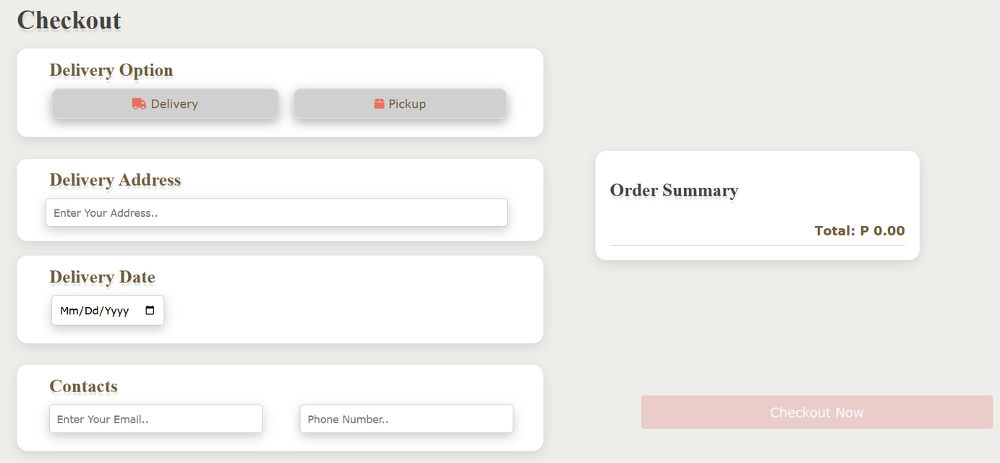 Checkout
Delivery Option
Delivery
Pickup
Delivery Address
Enter Your Address..
Delivery Date
Mm/Dd/Yyyy
Contacts
Enter Your Email..
Phone Number..
Order Summary
Total: P 0.00
Checkout Now